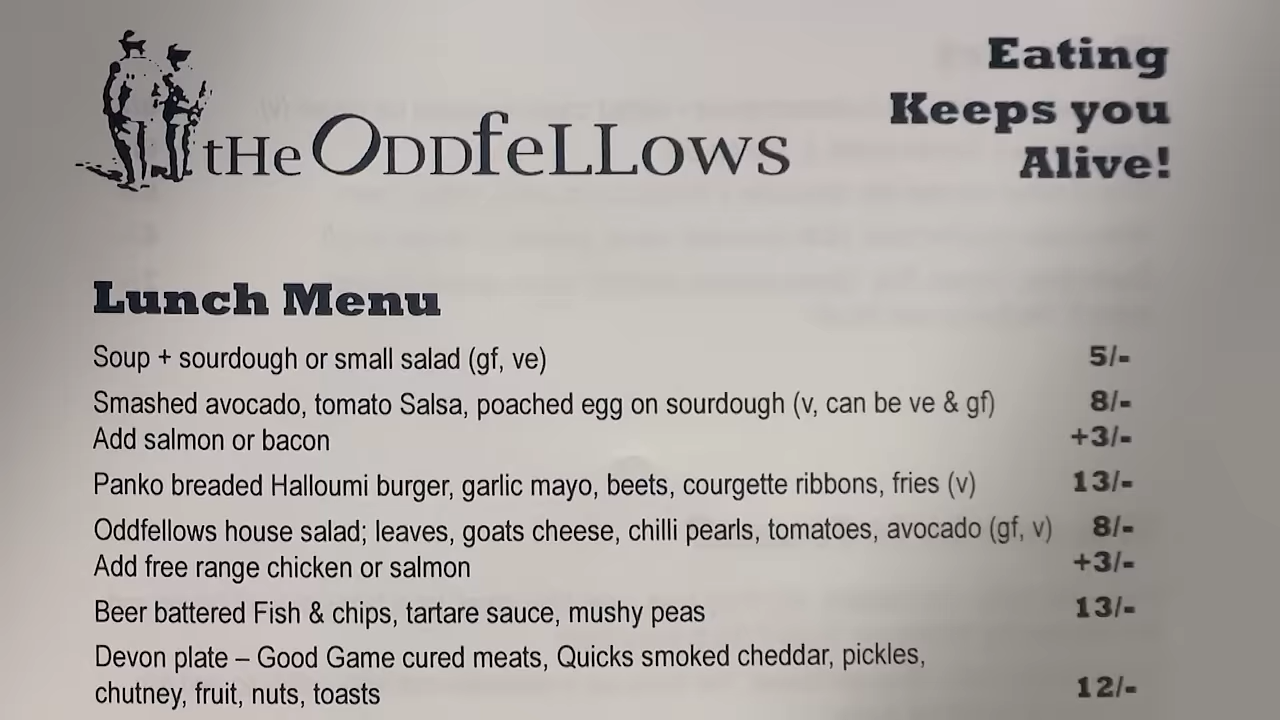 tHe ODDfeLLows
Eating
Keeps you
Alive!
Lunch Menu
Soup + sourdough or small salad (gf, ve) 5/-
Smashed avocado, tomato Salsa, poached egg on sourdough (v, can be ve & gf) 8/-
Add salmon or bacon +3/-
Panko breaded Halloumi burger, garlic mayo, beets, courgette ribbons, fries (v) 13/-
Oddfellows house salad; leaves, goats cheese, chilli pearls, tomatoes, avocado (gf, v) 8/-
Add free range chicken or salmon +3/-
Beer battered Fish & chips, tartare sauce, mushy peas 13/-
Devon plate – Good Game cured meats, Quicks smoked cheddar, pickles,
chutney, fruit, nuts, toasts 12/-